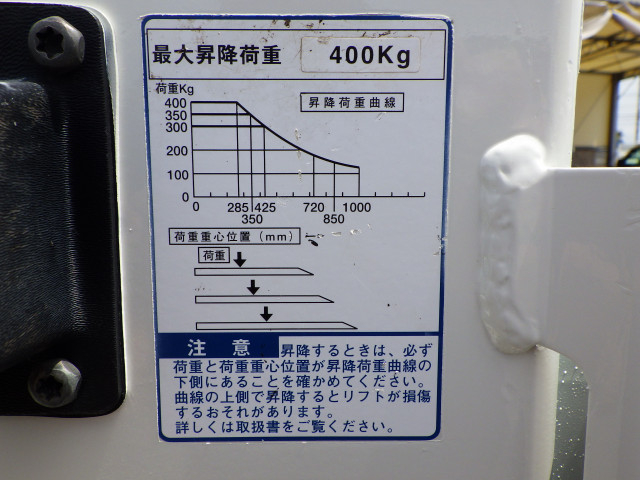 最大昇降荷重 400Kg
荷重Kg
昇降荷重曲線
400
350
300
200
100
0
0 285 425 720 1000
350 850
荷重重心位置(mm)
荷重
注意 昇降するときは、必ず
荷重と荷重重心位置が昇降荷重曲線の
下側にあることを確かめてください。
曲線の上側で昇降するとリフトが損傷
するおそれがあります。
詳しくは取扱書をご覧ください。